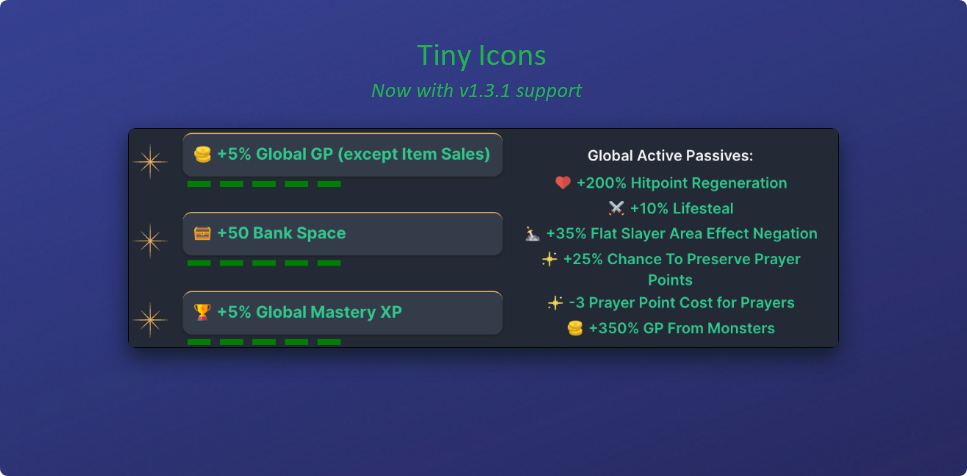 Tiny Icons
Now with v1.3.1 support
+5% Global GP (except Item Sales)
+50 Bank Space
+5% Global Mastery XP
Global Active Passives:
+200% Hitpoint Regeneration
+10% Lifesteal
+35% Flat Slayer Area Effect Negation
+25% Chance To Preserve Prayer
Points
-3 Prayer Point Cost for Prayers
+350% GP From Monsters